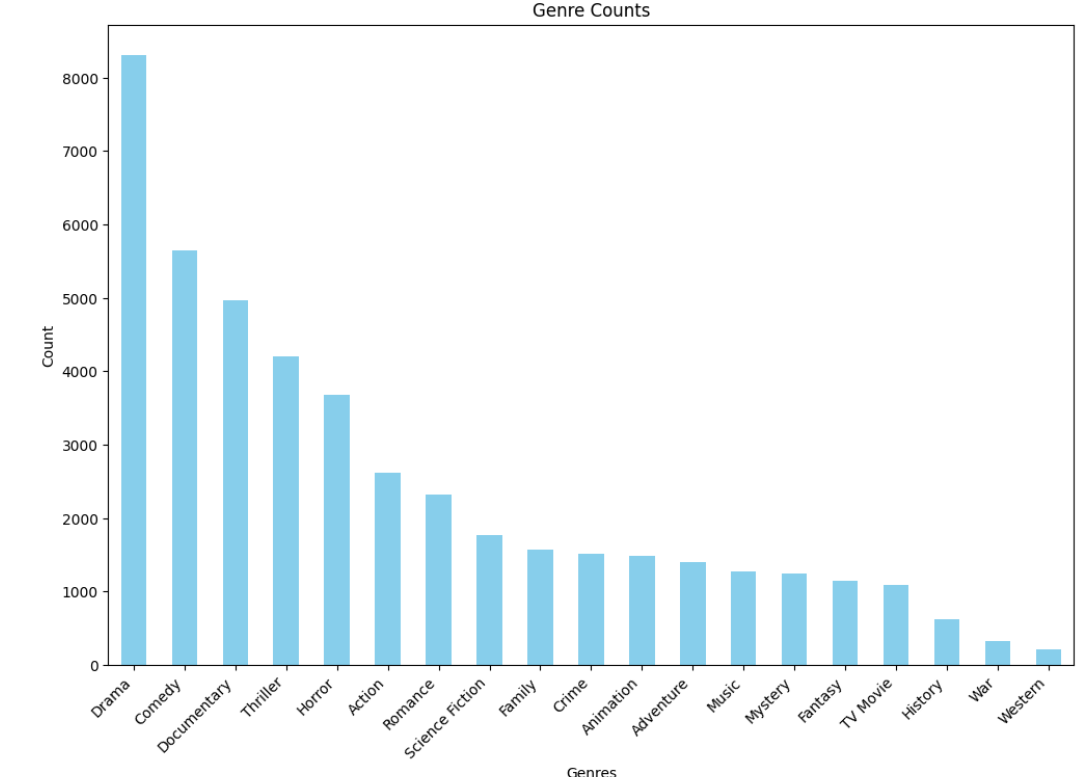 Genre Counts
8000
7000
6000
5000
4000
3000
2000
1000
0
Count
Drama
Comedy
Documentary
Thriller
Horror
Action
Romance
Science Fiction
Family
Crime
Animation
Adventure
Music
Mystery
Fantasy
TV Movie
History
War
Western
Genres